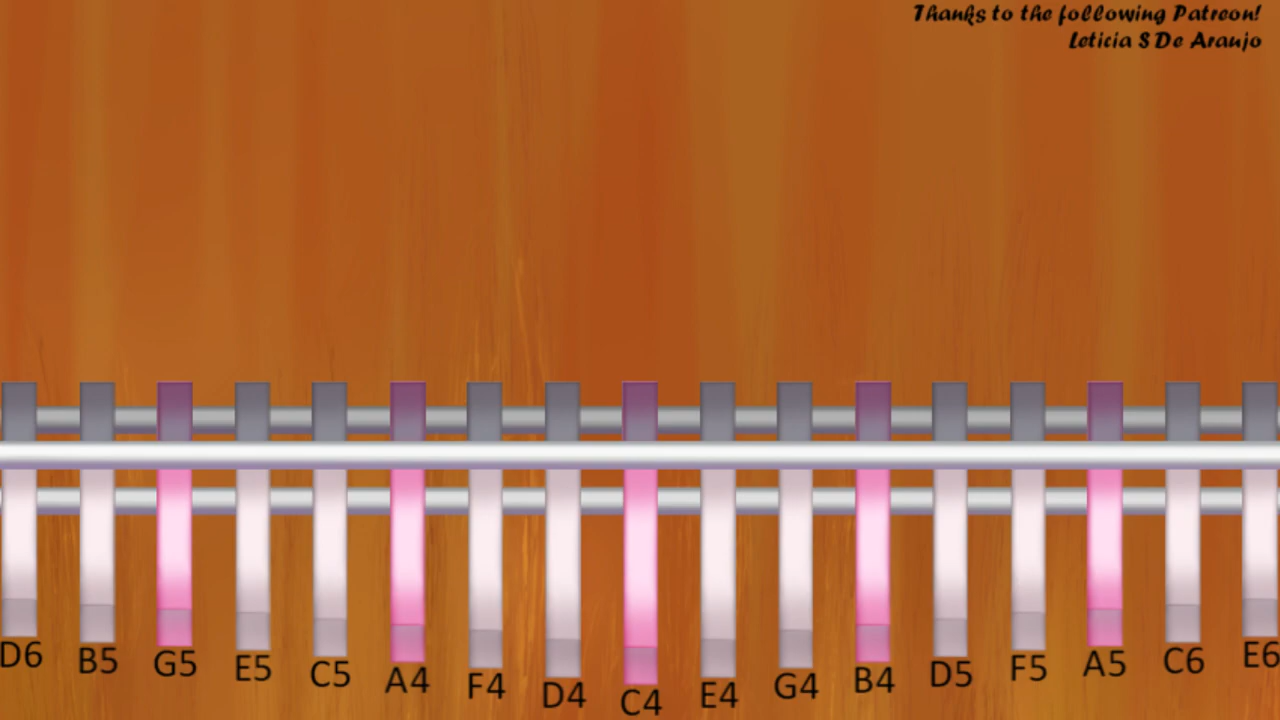 Thanks to the following Patreon!
Leticia S De Araujo
D6 B5 G5 E5 C5 A4 F4 D4 C4 E4 G4 B4 D5 F5 A5 C6 E6